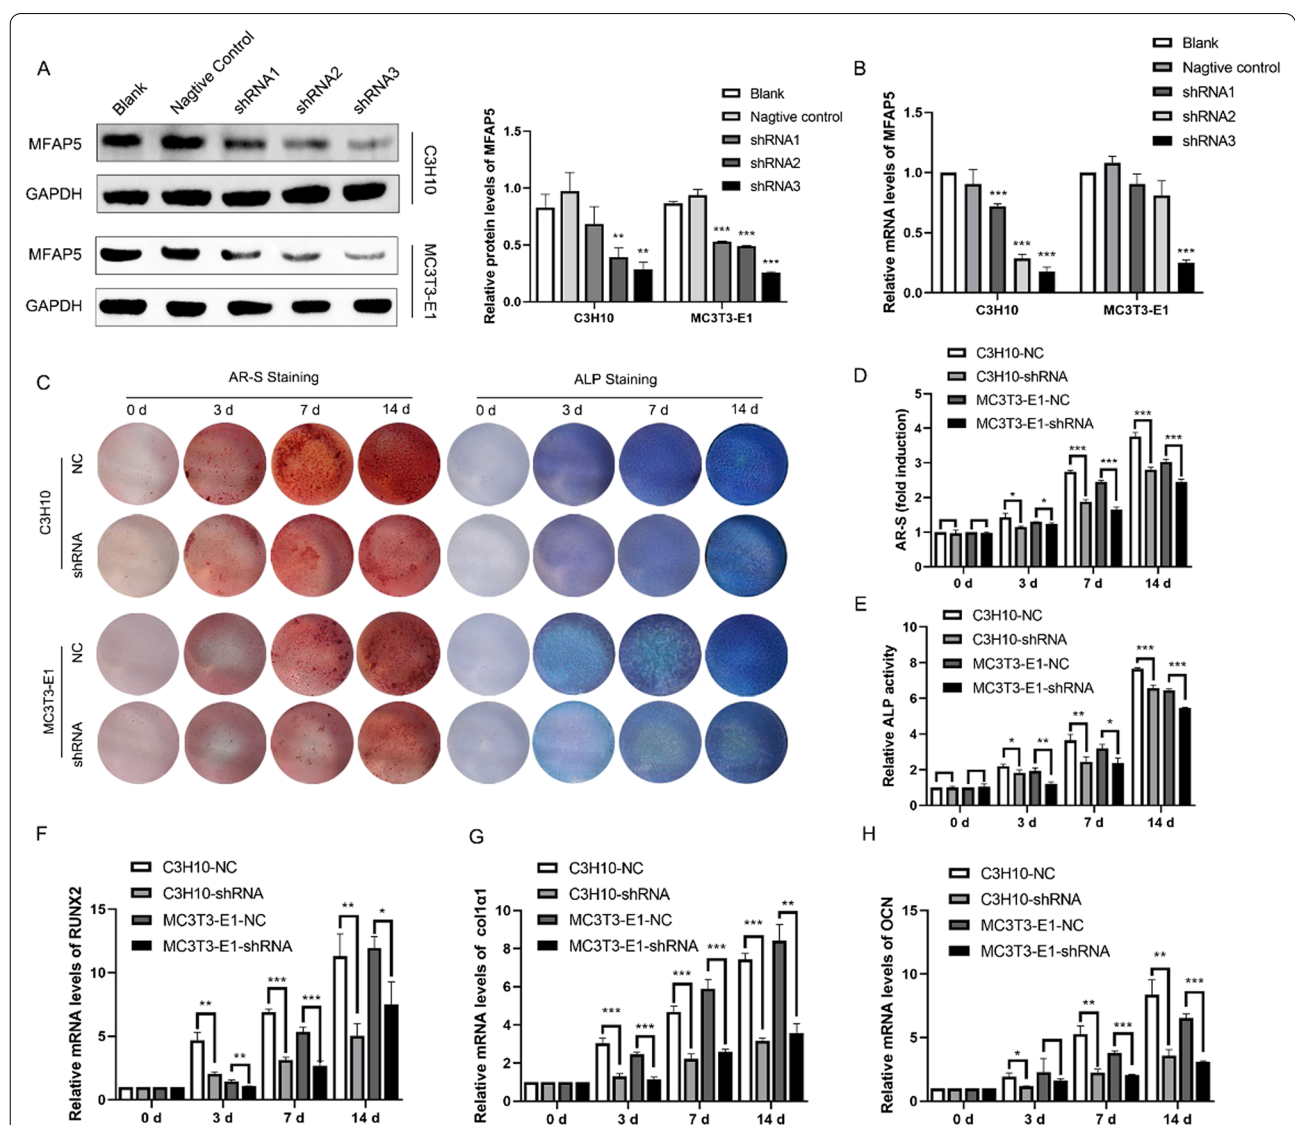 A
Blank
Nagtive Control
shRNA1
shRNA2
shRNA3
MFAP5
GAPDH
C3H10
MFAP5
GAPDH
MC3T3-E1
Blank
Nagtive control
shRNA1
shRNA2
shRNA3
Relative protein levels of MFAP5
1.5
1.0
0.5
0.0
** ** *** *** ***
C3H10 MC3T3-E1
B
Blank
Nagtive control
shRNA1
shRNA2
shRNA3
Relative mRNA levels of MFAP5
1.5
1.0
0.5
0.0
*** *** *** ***
C3H10 MC3T3-E1
C
AR-S Staining ALP Staining
0 d 3 d 7 d 14 d 0 d 3 d 7 d 14 d
C3H10
NC
shRNA
MC3T3-E1
NC
shRNA
D
C3H10-NC
C3H10-shRNA
MC3T3-E1-NC
MC3T3-E1-shRNA
AR-S (fold induction)
5
4
3
2
1
0
* * *** *** *** ***
0 d 3 d 7 d 14 d
E
C3H10-NC
C3H10-shRNA
MC3T3-E1-NC
MC3T3-E1-shRNA
Relative ALP activity
10
8
6
4
2
0
* ** ** * *** ***
0 d 3 d 7 d 14 d
F
C3H10-NC
C3H10-shRNA
MC3T3-E1-NC
MC3T3-E1-shRNA
Relative mRNA levels of RUNX2
15
10
5
0
** ** *** *** ** *
0 d 3 d 7 d 14 d
G
C3H10-NC
C3H10-shRNA
MC3T3-E1-NC
MC3T3-E1-shRNA
Relative mRNA levels of col1α1
10
8
6
4
2
0
*** *** *** *** *** **
0 d 3 d 7 d 14 d
H
C3H10-NC
C3H10-shRNA
MC3T3-E1-NC
MC3T3-E1-shRNA
Relative mRNA levels of OCN
15
10
5
0
* ** *** ** ***
0 d 3 d 7 d 14 d